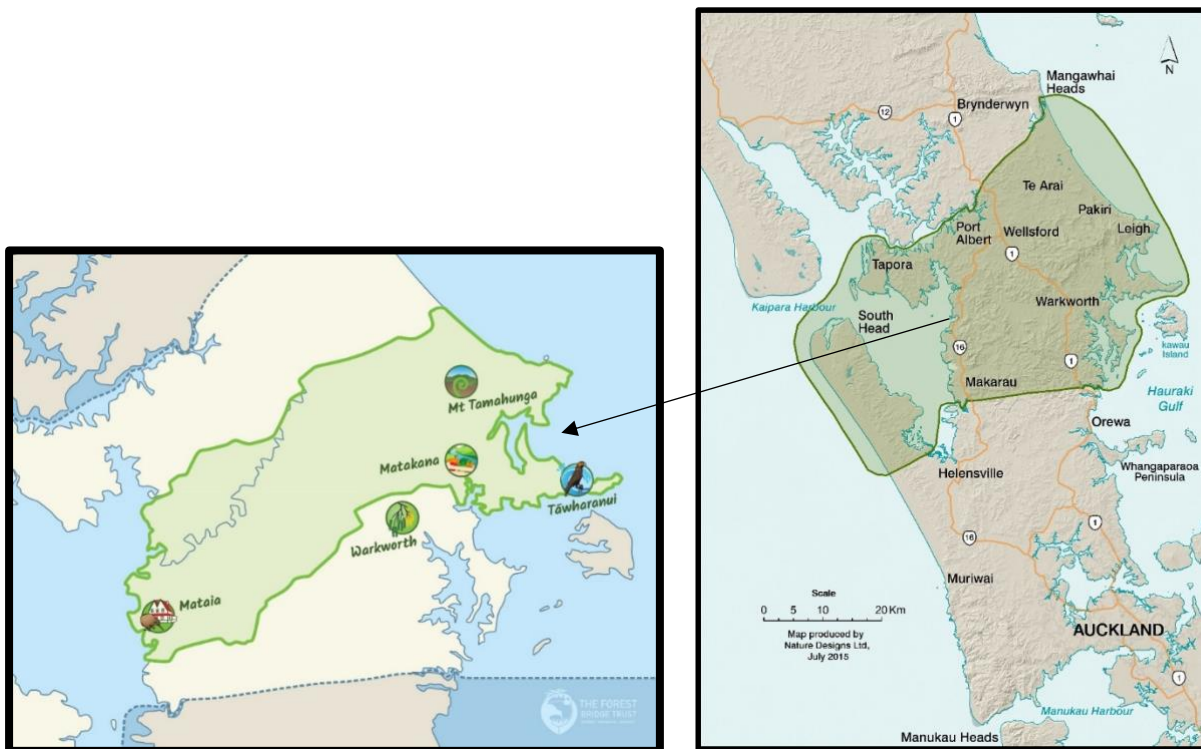 Mt Tamahunga
Matakana
Tāwharanui
Warkworth
Mataia
THE FOREST
BRIDGE TRUST
N
Mangawhai
Heads
Brynderwyn
12
1
Te Arai
Pakiri
Port
Albert
Wellsford
Leigh
1
Tapora
Kaipara Harbour
South
Head
Warkworth
kawau
Island
16
1
Makarau
Hauraki
Gulf
Orewa
Helensville
Whangaparaoa
Peninsula
16
1
Muriwai
Scale
0 5 10 20 Km
Map produced by
Nature Designs Ltd,
July 2015
AUCKLAND
1
Manukau Harbour
Manukau Heads